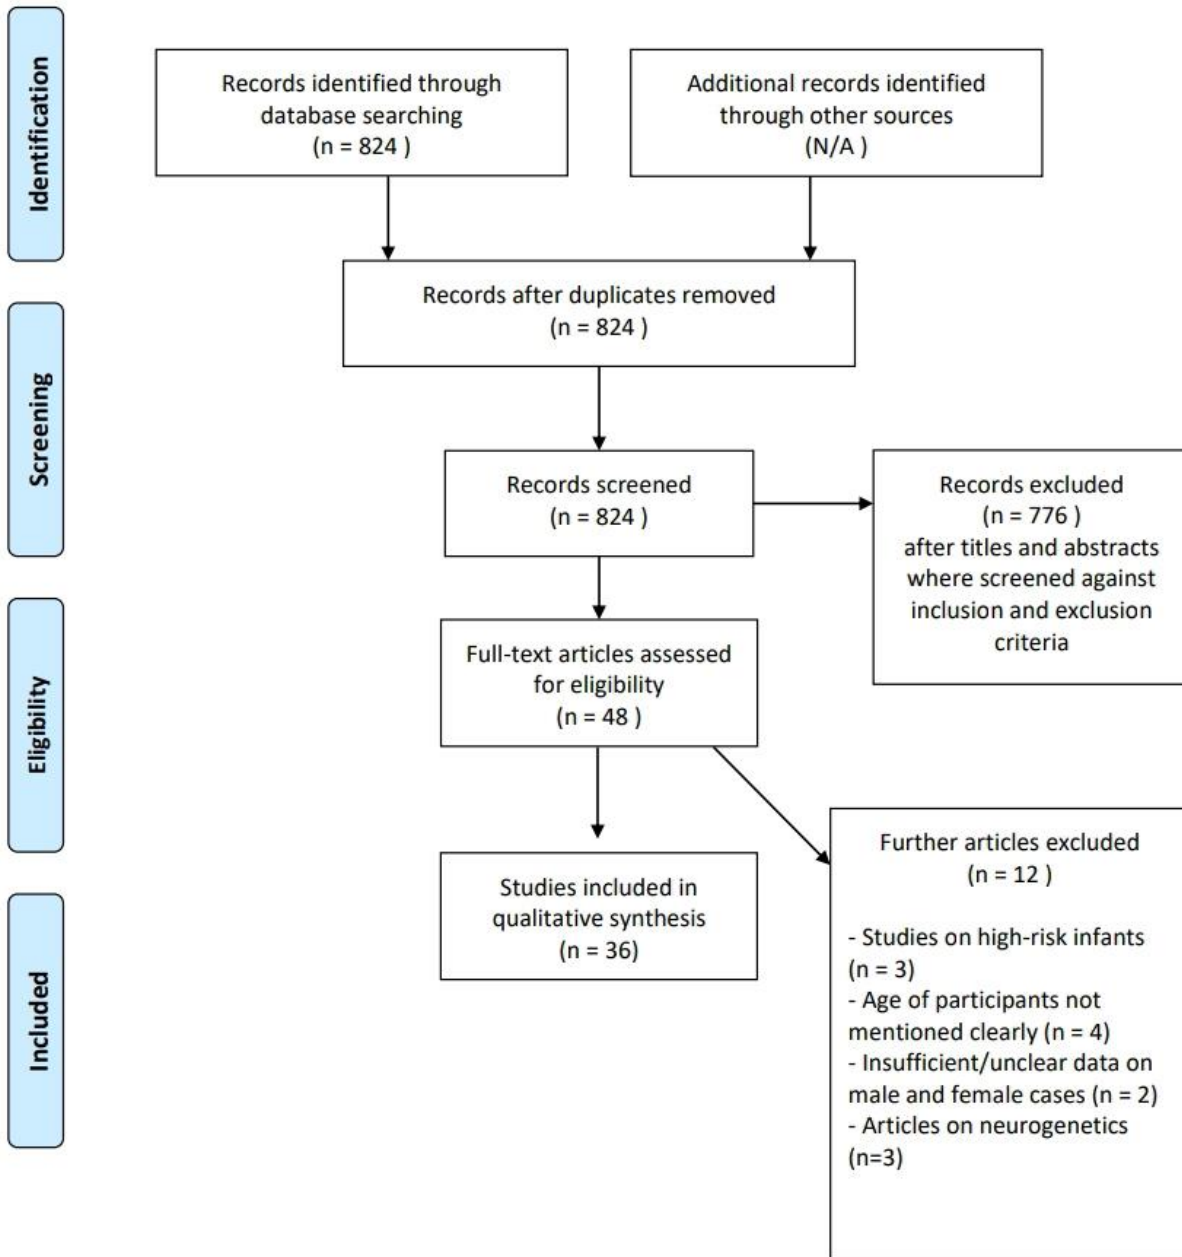 Identification
Records identified through
database searching
(n = 824 )
Additional records identified
through other sources
(N/A )
Records after duplicates removed
(n = 824 )
Screening
Records screened
(n = 824 )
Records excluded
(n = 776 )
after titles and abstracts
where screened against
inclusion and exclusion
criteria
Eligibility
Full-text articles assessed
for eligibility
(n = 48 )
Further articles excluded
(n = 12 )
- Studies on high-risk infants
(n = 3)
- Age of participants not
mentioned clearly (n = 4)
- Insufficient/unclear data on
male and female cases (n = 2)
- Articles on neurogenetics
(n=3)
Included
Studies included in
qualitative synthesis
(n = 36)